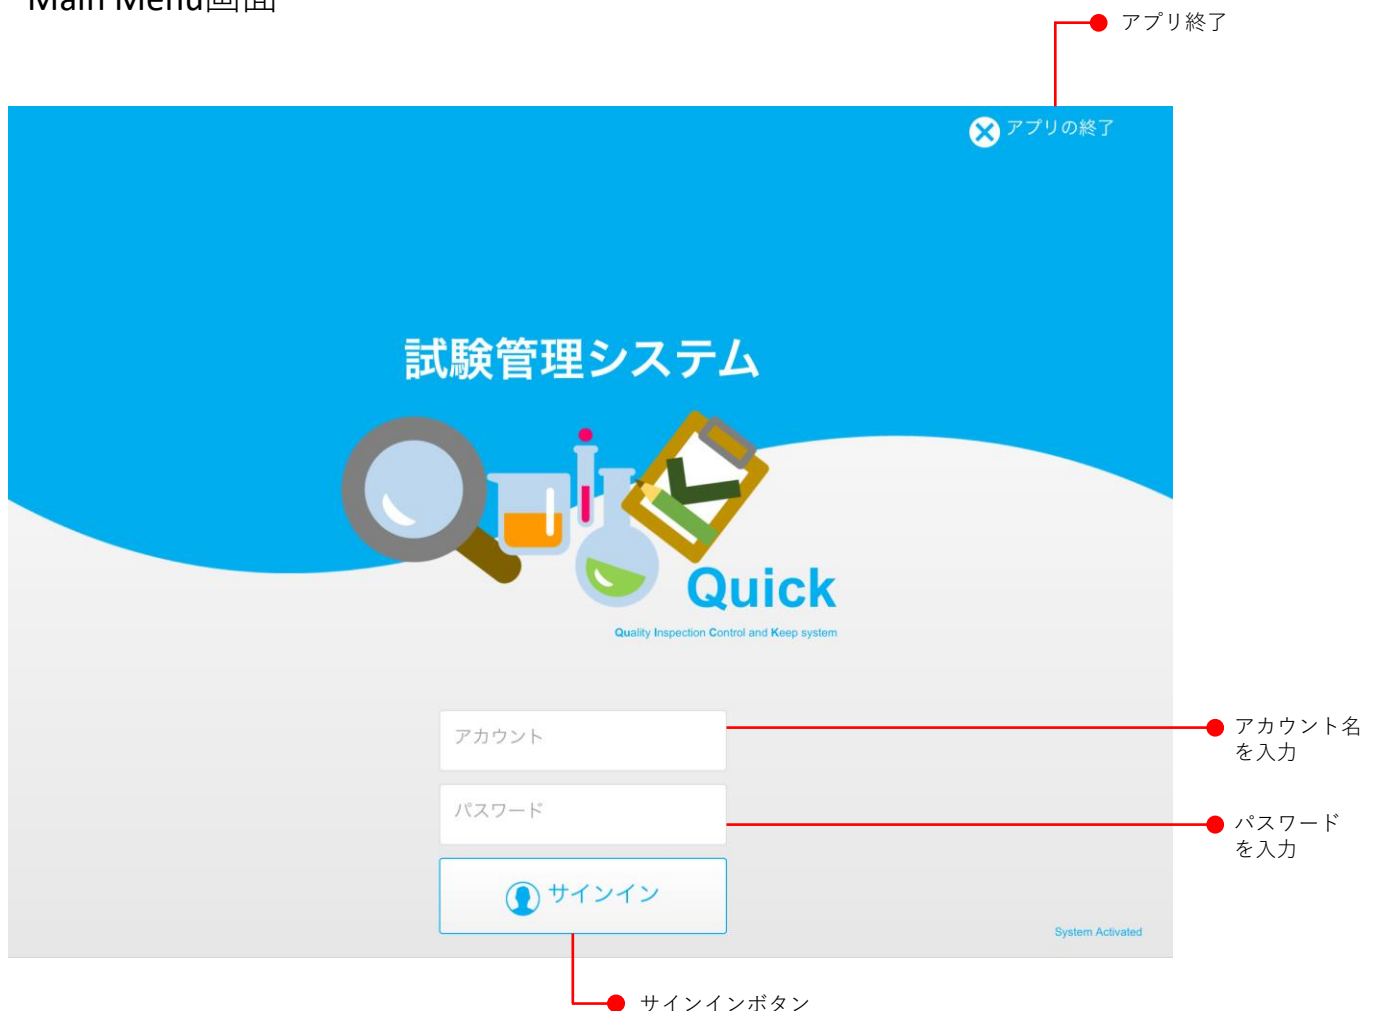 Main Menu画面
アプリ終了
アプリの終了
試験管理システム
Quick
Quality Inspection Control and Keep system
アカウント
アカウント名
を入力
パスワード
パスワード
を入力
サインイン
System Activated
サインインボタン